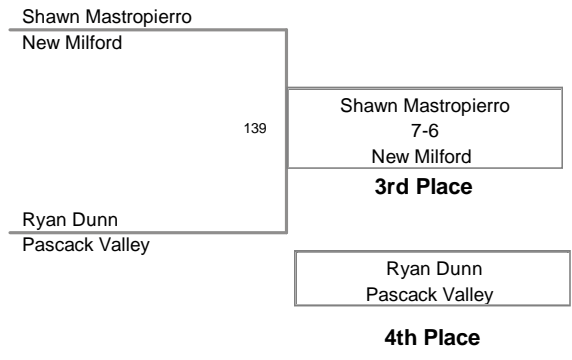 Shawn Mastropierro
New Milford
139
Shawn Mastropierro
7-6
New Milford
3rd Place
Ryan Dunn
Pascack Valley
Ryan Dunn
Pascack Valley
4th Place